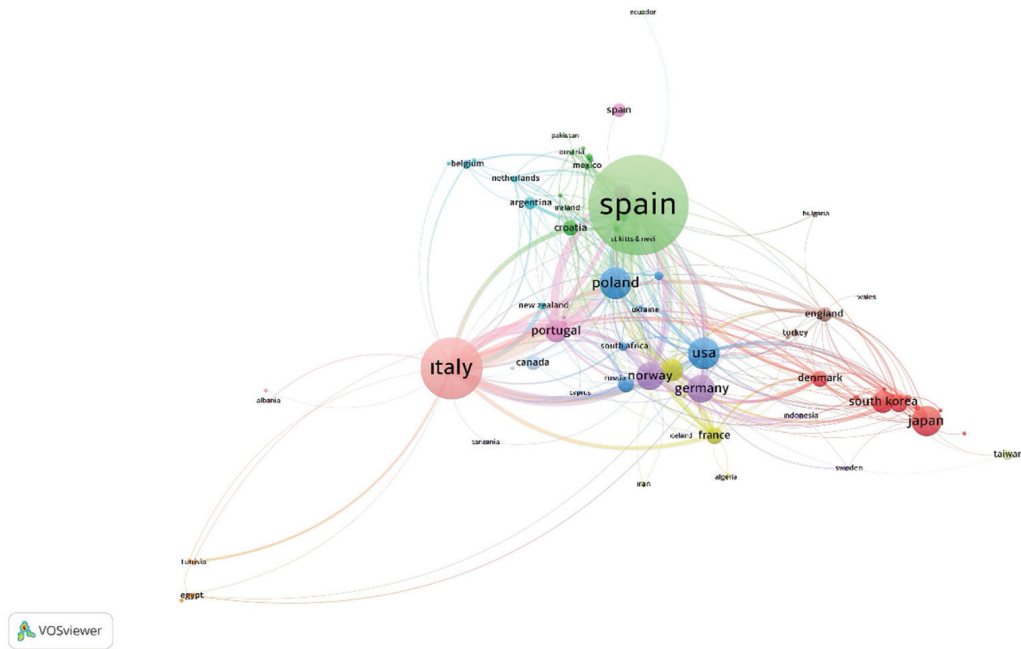 ecuador
spain
pakistan
austria
mexico
belgium
netherlands
argentina
ireland
spain
bulgaria
croatia
st kitts & nevi
poland
wales
new zealand
ukraine
england
portugal
turkey
south africa
usa
canada
italy
norway
russia
denmark
germany
cyprus
albania
south korea
indonesia
japan
iceland
france
tanzania
taiwan
sweden
algeria
iran
tunisia
egypt
VOSviewer